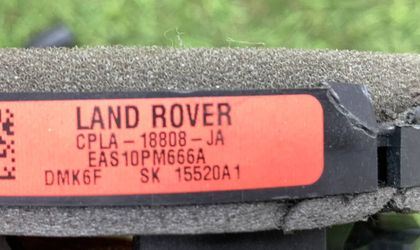 LAND ROVER
CPLA-18808-JA
EAS10PM666A
DMK6F SK 15520A1